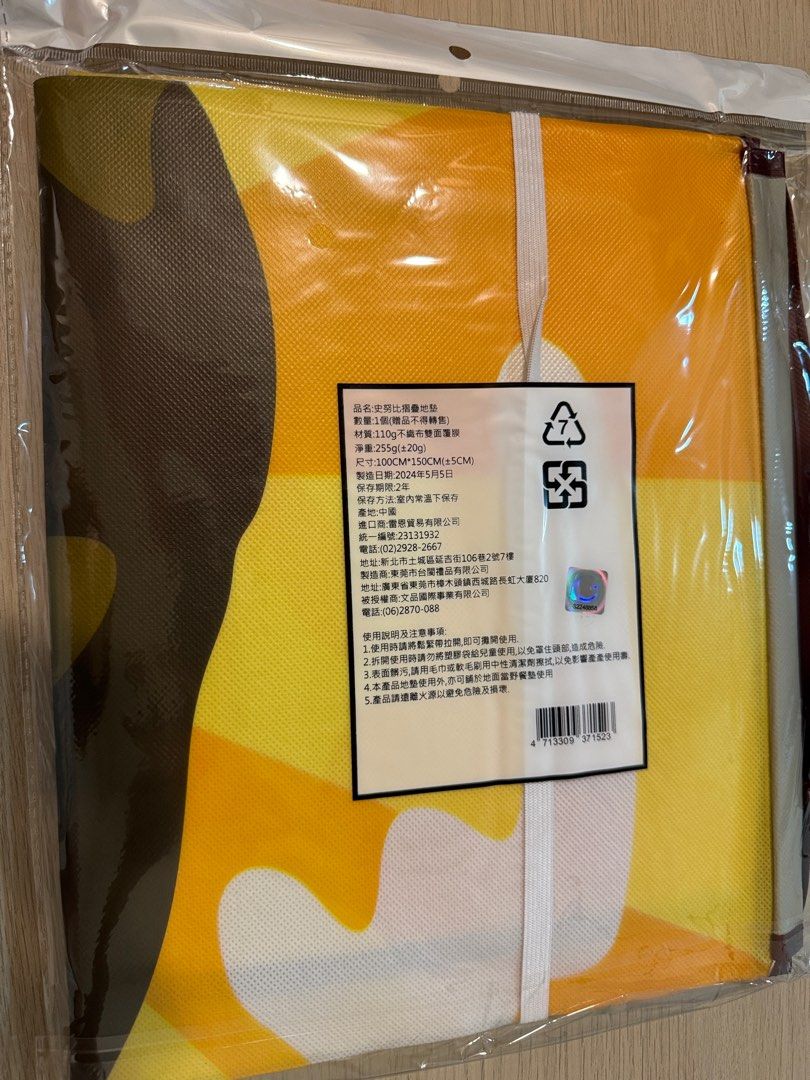 品名:史努比摺疊地墊
數量:1個(贈品不得轉售)
材質:110g不織布雙面覆膜
淨重:255g(±20g)
尺寸:100CM*150CM(±5CM)
製造日期:2024年5月5日
保存期限:2年
保存方法:室內常溫下保存
產地:中國
進口商:雷恩貿易有限公司
統一編號:23131932
電話:(02)2928-2667
地址:新北市土城區延吉街106巷2號7樓
製造商:東莞市台閩禮品有限公司
地址:廣東省東莞市樟木頭鎮西城路長虹大廈820
被授權商:文品國際事業有限公司
電話:(06)2870-088
使用說明及注意事項:
1.使用時請將鬆緊帶拉開,即可攤開使用.
2.拆開使用時請勿將塑膠袋給兒童使用,以免罩住頭部,造成危險.
3.表面髒污,請用毛巾或軟毛刷用中性清潔劑擦拭,以免影響產產使用壽.
4.本產品地墊使用外,亦可鋪於地面當野餐墊使用
5.產品請遠離火源以避免危險及損壞.
7
4 713309 371523